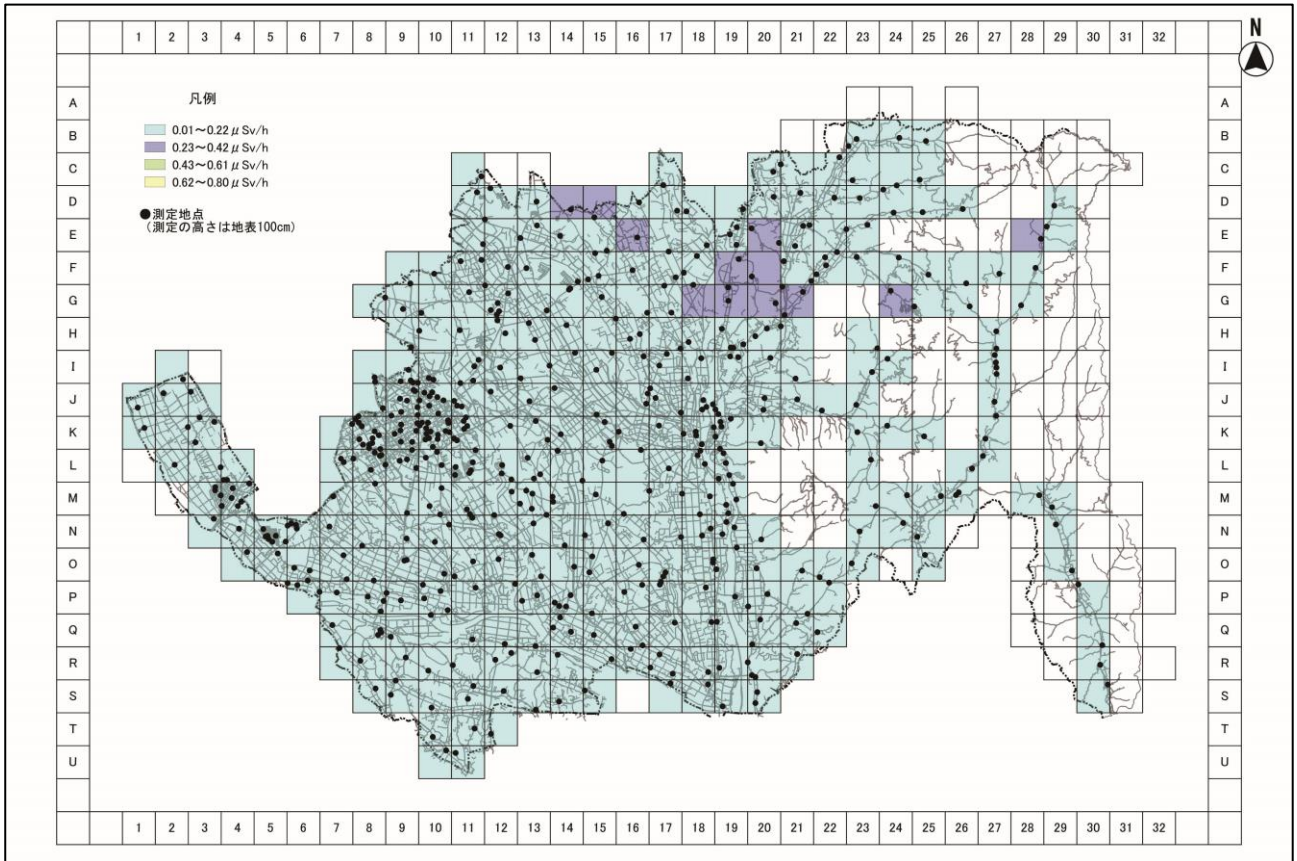 1 2 3 4 5 6 7 8 9 10 11 12 13 14 15 16 17 18 19 20 21 22 23 24 25 26 27 28 29 30 31 32
N
凡例
0.01～0.22μSv/h
0.23～0.42μSv/h
0.43～0.61μSv/h
0.62～0.80μSv/h
●測定地点
(測定の高さは地表100cm)
A A
B B
C C
D D
E E
F F
G G
H H
I I
J J
K K
L L
M M
N N
O O
P P
Q Q
R R
S S
T T
U U
1 2 3 4 5 6 7 8 9 10 11 12 13 14 15 16 17 18 19 20 21 22 23 24 25 26 27 28 29 30 31 32